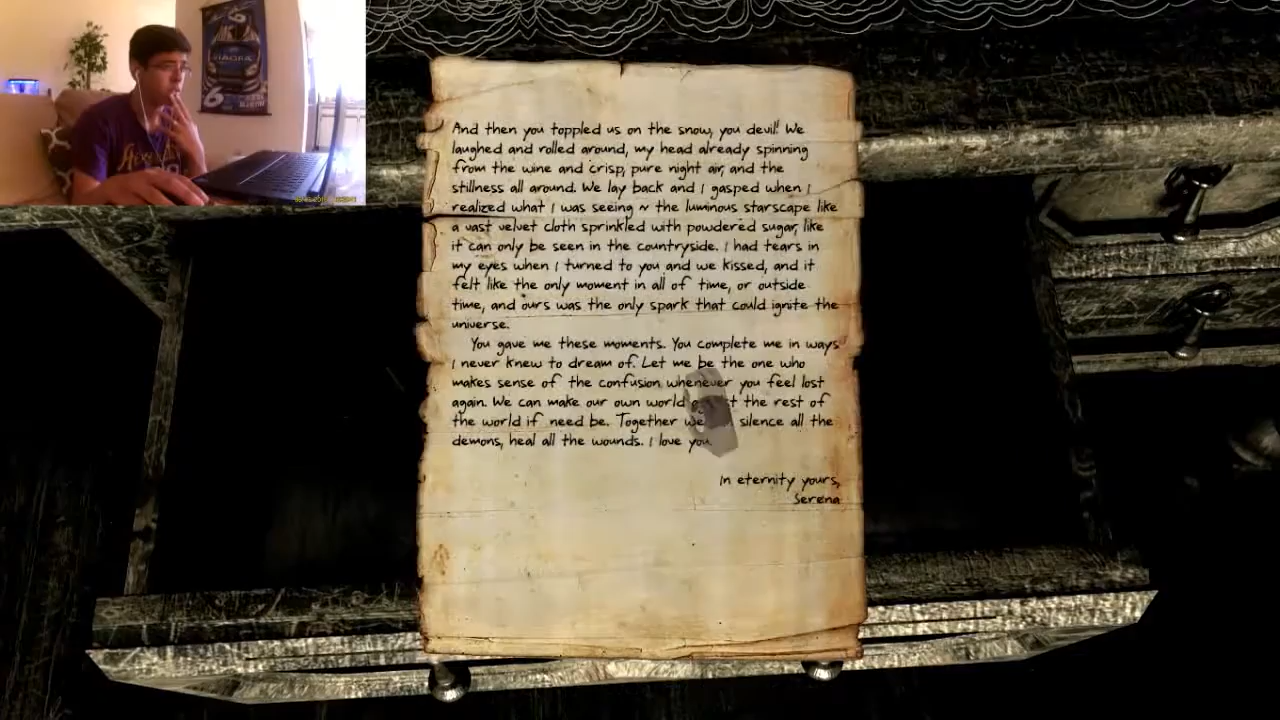 And then you toppled us on the snow, you devil! We
laughed and rolled around, my head already spinning
from the wine and crisp, pure night air, and the
stillness all around. We lay back and I gasped when I
realized what I was seeing ~ the luminous starscape like
a vast velvet cloth sprinkled with powdered sugar, like
it can only be seen in the countryside. I had tears in
my eyes when I turned to you and we kissed, and it
felt like the only moment in all of time, or outside
time, and ours was the only spark that could ignite the
universe.
You gave me these moments. You complete me in ways
I never knew to dream of. Let me be the one who
makes sense of the confusion whenever you feel lost
again. We can make our own world the rest of
the world if need be. Together we silence all the
demons, heal all the wounds. I love you.
In eternity yours,
Serena
6
VIAGRA
6